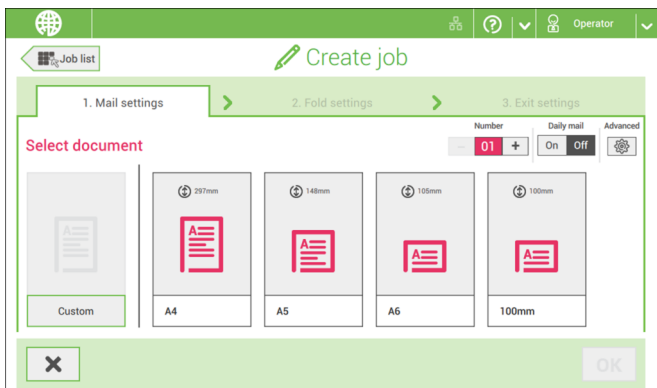 Operator
Job list
Create job
1. Mail settings
2. Fold settings
3. Exit settings
Select document
Number
01
Daily mail
On
Off
Advanced
Custom
297mm
A4
148mm
A5
105mm
A6
100mm
100mm
OK